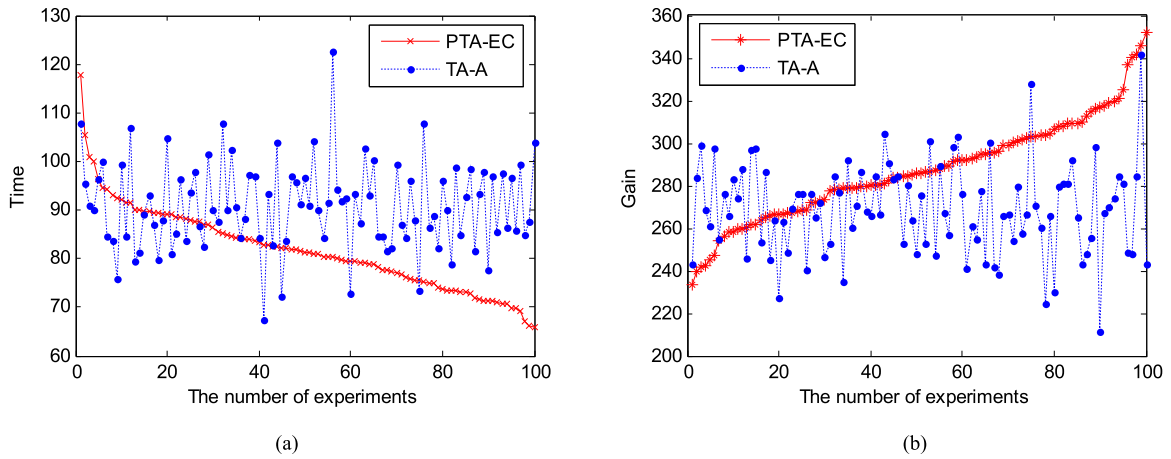 130
120
110
100
90
80
70
60
Time
PTA-EC
TA-A
0 20 40 60 80 100
The number of experiments
(a)
360
340
320
300
280
260
240
220
200
Gain
PTA-EC
TA-A
0 20 40 60 80 100
The number of experiments
(b)